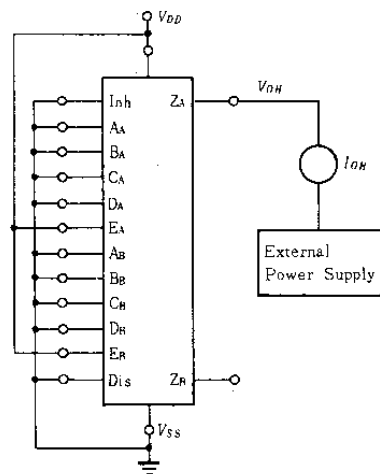 VDD
Inh ZA VOH
AA
BA
CA IOH
DA
EA External
AB Power Supply
BB
CB
DB
EB
Dis ZB
VSS